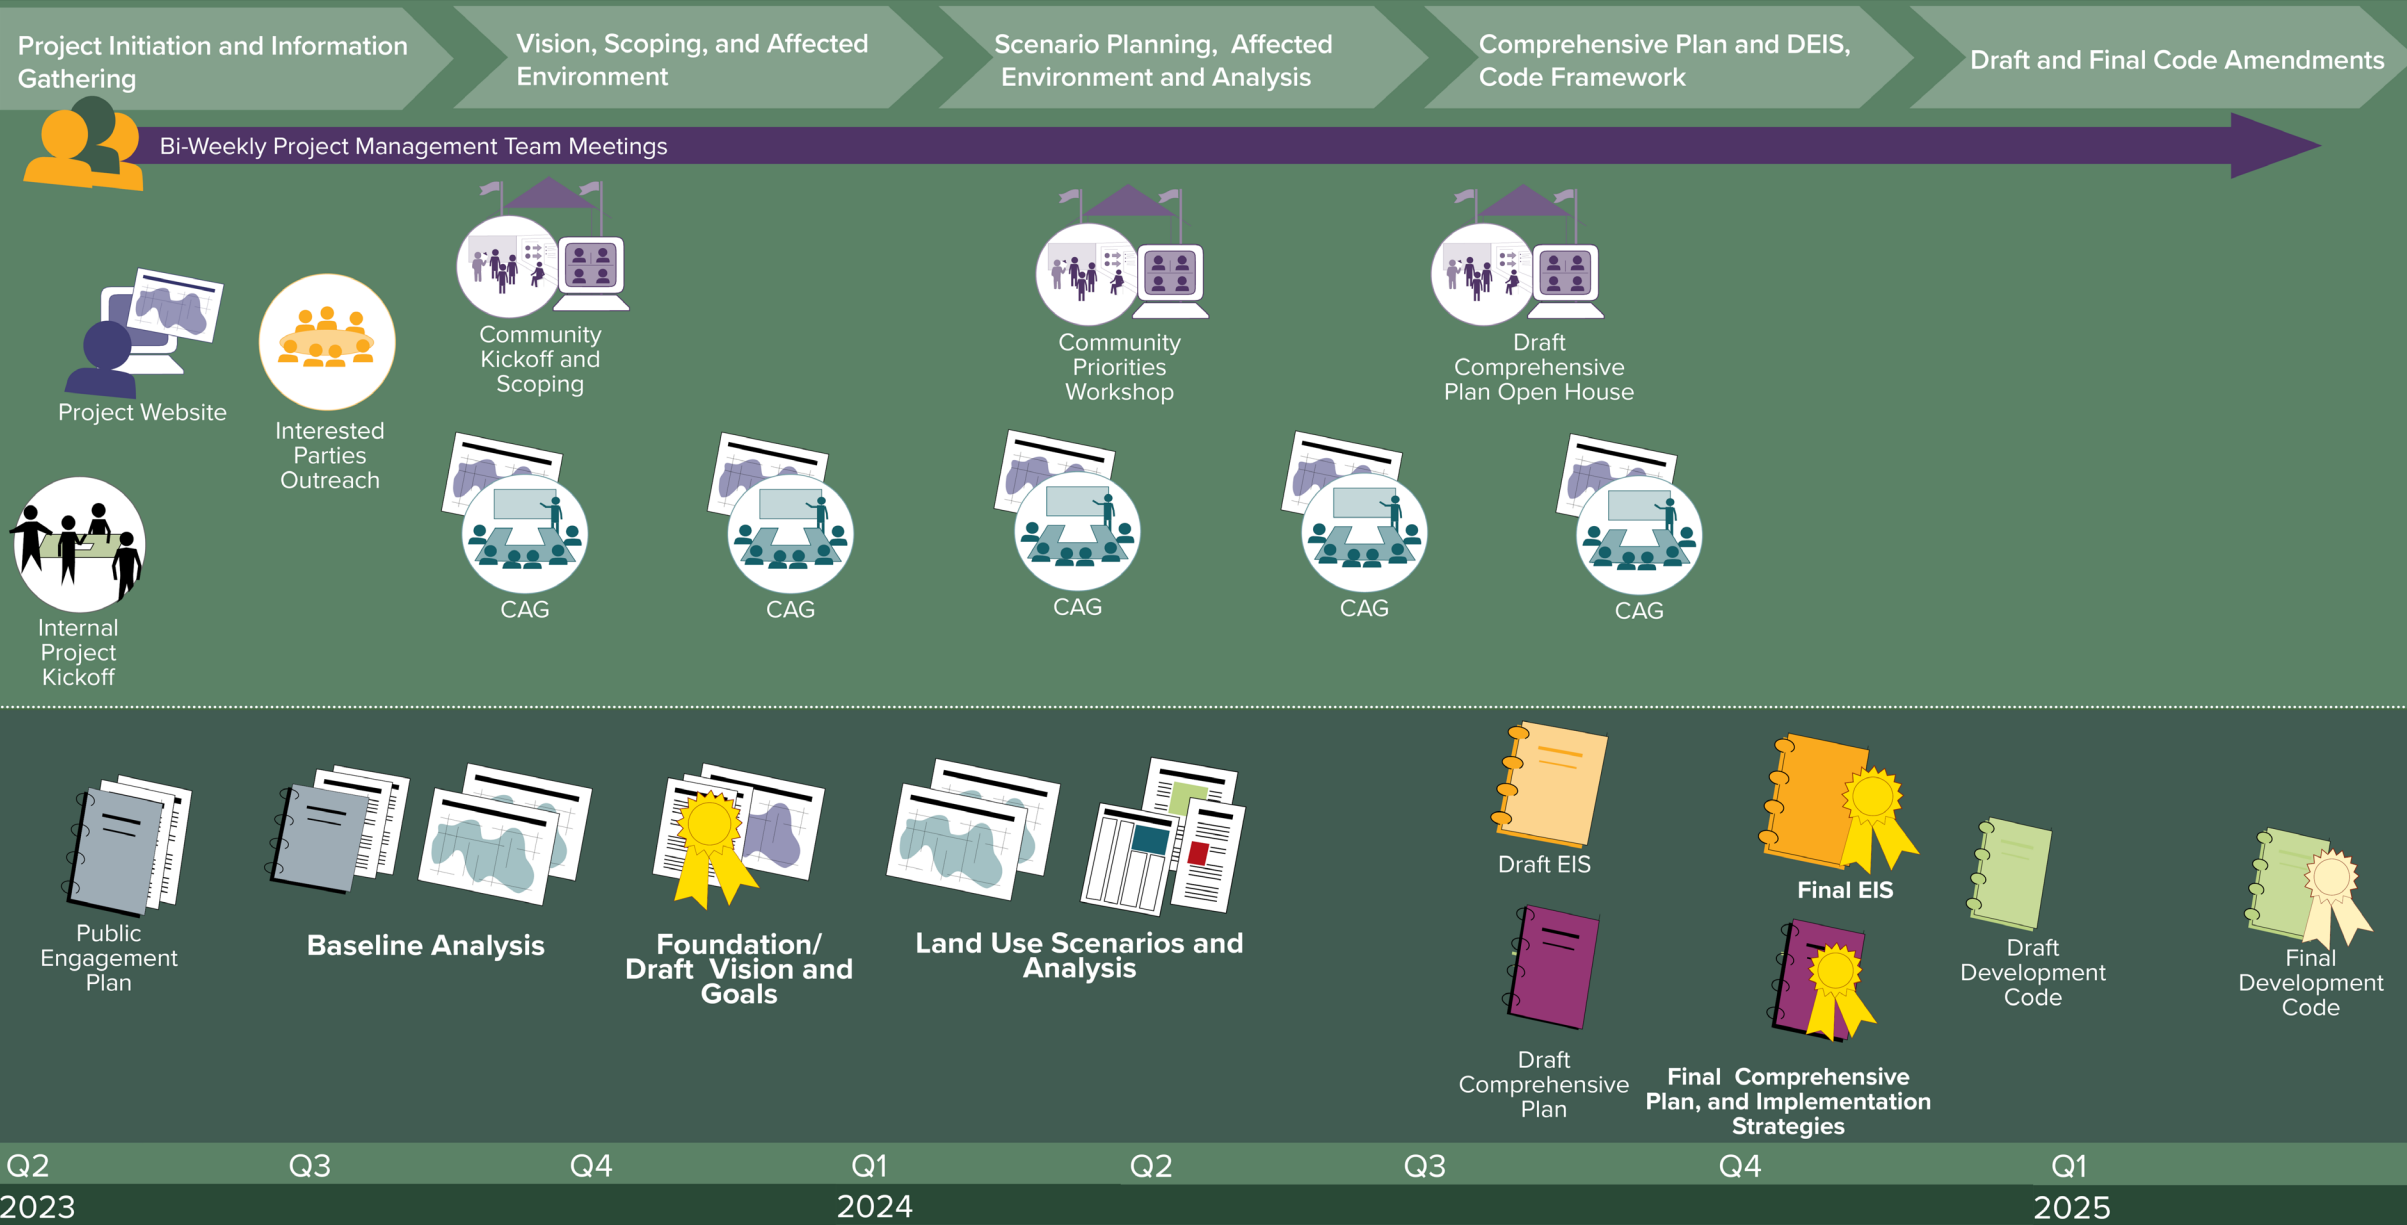 Project Initiation and Information
Gathering
Vision, Scoping, and Affected
Environment
Scenario Planning, Affected
Environment and Analysis
Comprehensive Plan and DEIS,
Code Framework
Draft and Final Code Amendments
Bi-Weekly Project Management Team Meetings
Project Website
Interested
Parties
Outreach
Community
Kickoff and
Scoping
Community
Priorities
Workshop
Draft
Comprehensive
Plan Open House
Internal
Project
Kickoff
CAG
CAG
CAG
CAG
CAG
Public
Engagement
Plan
Baseline Analysis
Foundation/
Draft Vision and
Goals
Land Use Scenarios and
Analysis
Draft EIS
Draft
Comprehensive
Plan
Final EIS
Final Comprehensive
Plan, and Implementation
Strategies
Draft
Development
Code
Final
Development
Code
Q2
Q3
Q4
Q1
Q2
Q3
Q4
Q1
2023
2024
2025